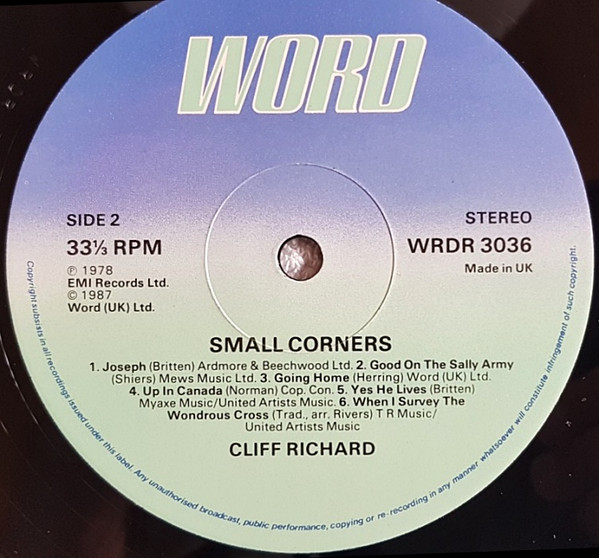 WORD
SIDE 2
33⅓ RPM
℗ 1978
EMI Records Ltd.
© 1987
Word (UK) Ltd.
STEREO
WRDR 3036
Made in UK
SMALL CORNERS
1. Joseph (Britten) Ardmore & Beechwood Ltd. 2. Good On The Sally Army
(Shiers) Mews Music Ltd. 3. Going Home (Herring) Word (UK) Ltd.
4. Up In Canada (Norman) Cop. Con. 5. Yes He Lives (Britten)
Myaxe Music/United Artists Music. 6. When I Survey The
Wondrous Cross (Trad., arr. Rivers) T R Music/
United Artists Music
CLIFF RICHARD
Copyright subsists in all recordings issued under this label. Any unauthorised broadcast, public performance, copying or re-recording in any manner whatsoever will constitute infringement of such copyright.